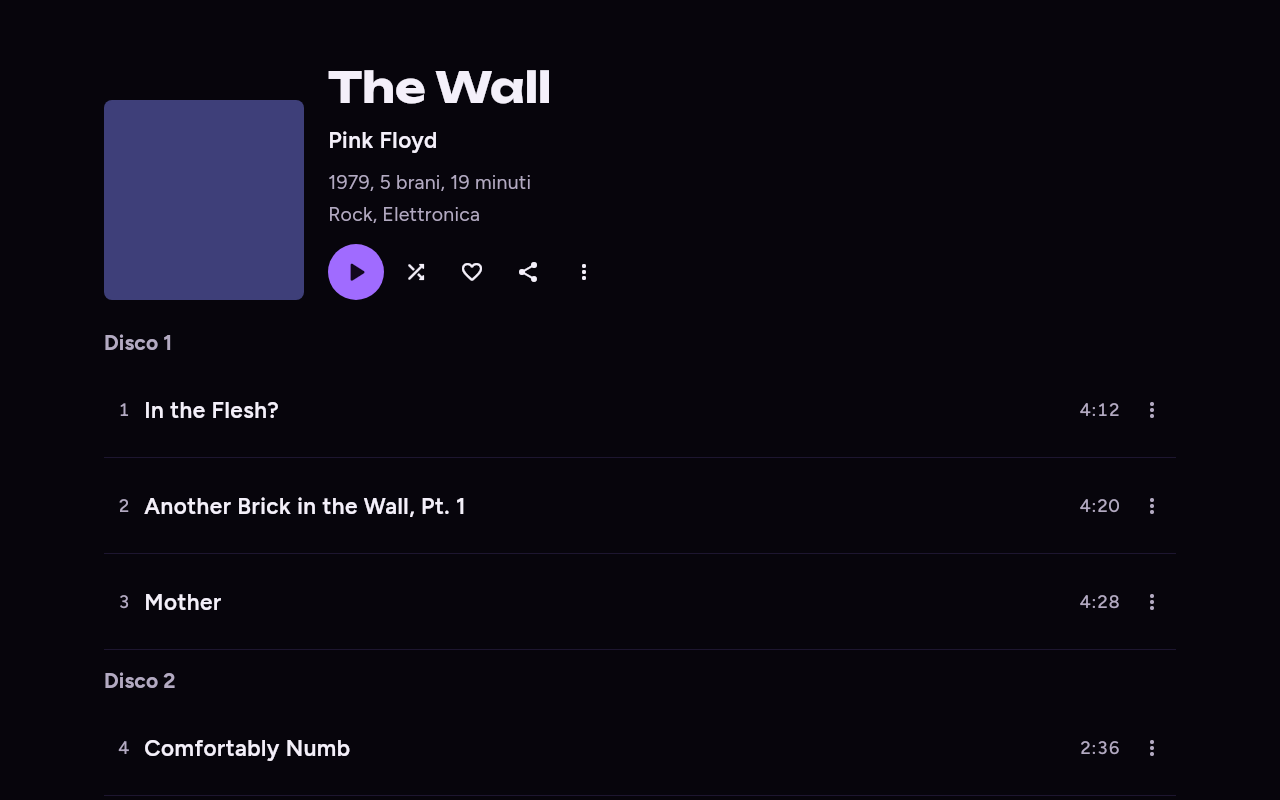 The Wall
Pink Floyd
1979, 5 brani, 19 minuti
Rock, Elettronica
Disco 1
1 In the Flesh? 4:12
2 Another Brick in the Wall, Pt. 1 4:20
3 Mother 4:28
Disco 2
4 Comfortably Numb 2:36